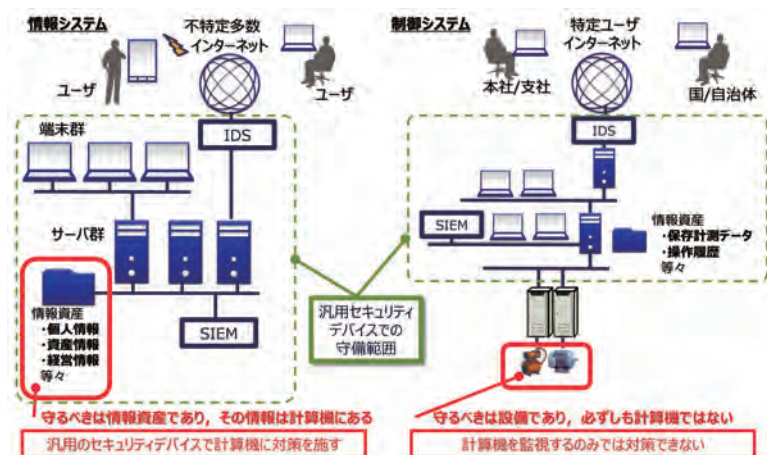 情報システム
不特定多数
インターネット
ユーザ
ユーザ
IDS
端末群
サーバ群
情報資産
・個人情報
・資産情報
・経営情報
等々
SIEM
汎用セキュリティ
デバイスでの
守備範囲
守るべきは情報資産であり，その情報は計算機にある
汎用のセキュリティデバイスで計算機に対策を施す
制御システム
特定ユーザ
インターネット
本社/支社
国/自治体
IDS
SIEM
情報資産
・保存計測データ
・操作履歴
等々
守るべきは設備であり，必ずしも計算機ではない
計算機を監視するのみでは対策できない